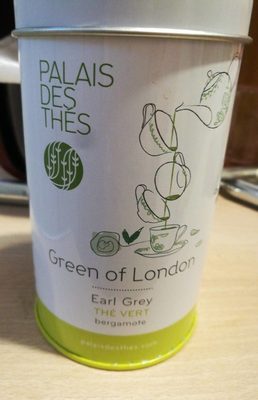 PALAIS
DES
THÉS
Green of London
Earl Grey
THÉ VERT
bergamote
palaisdesthes.com